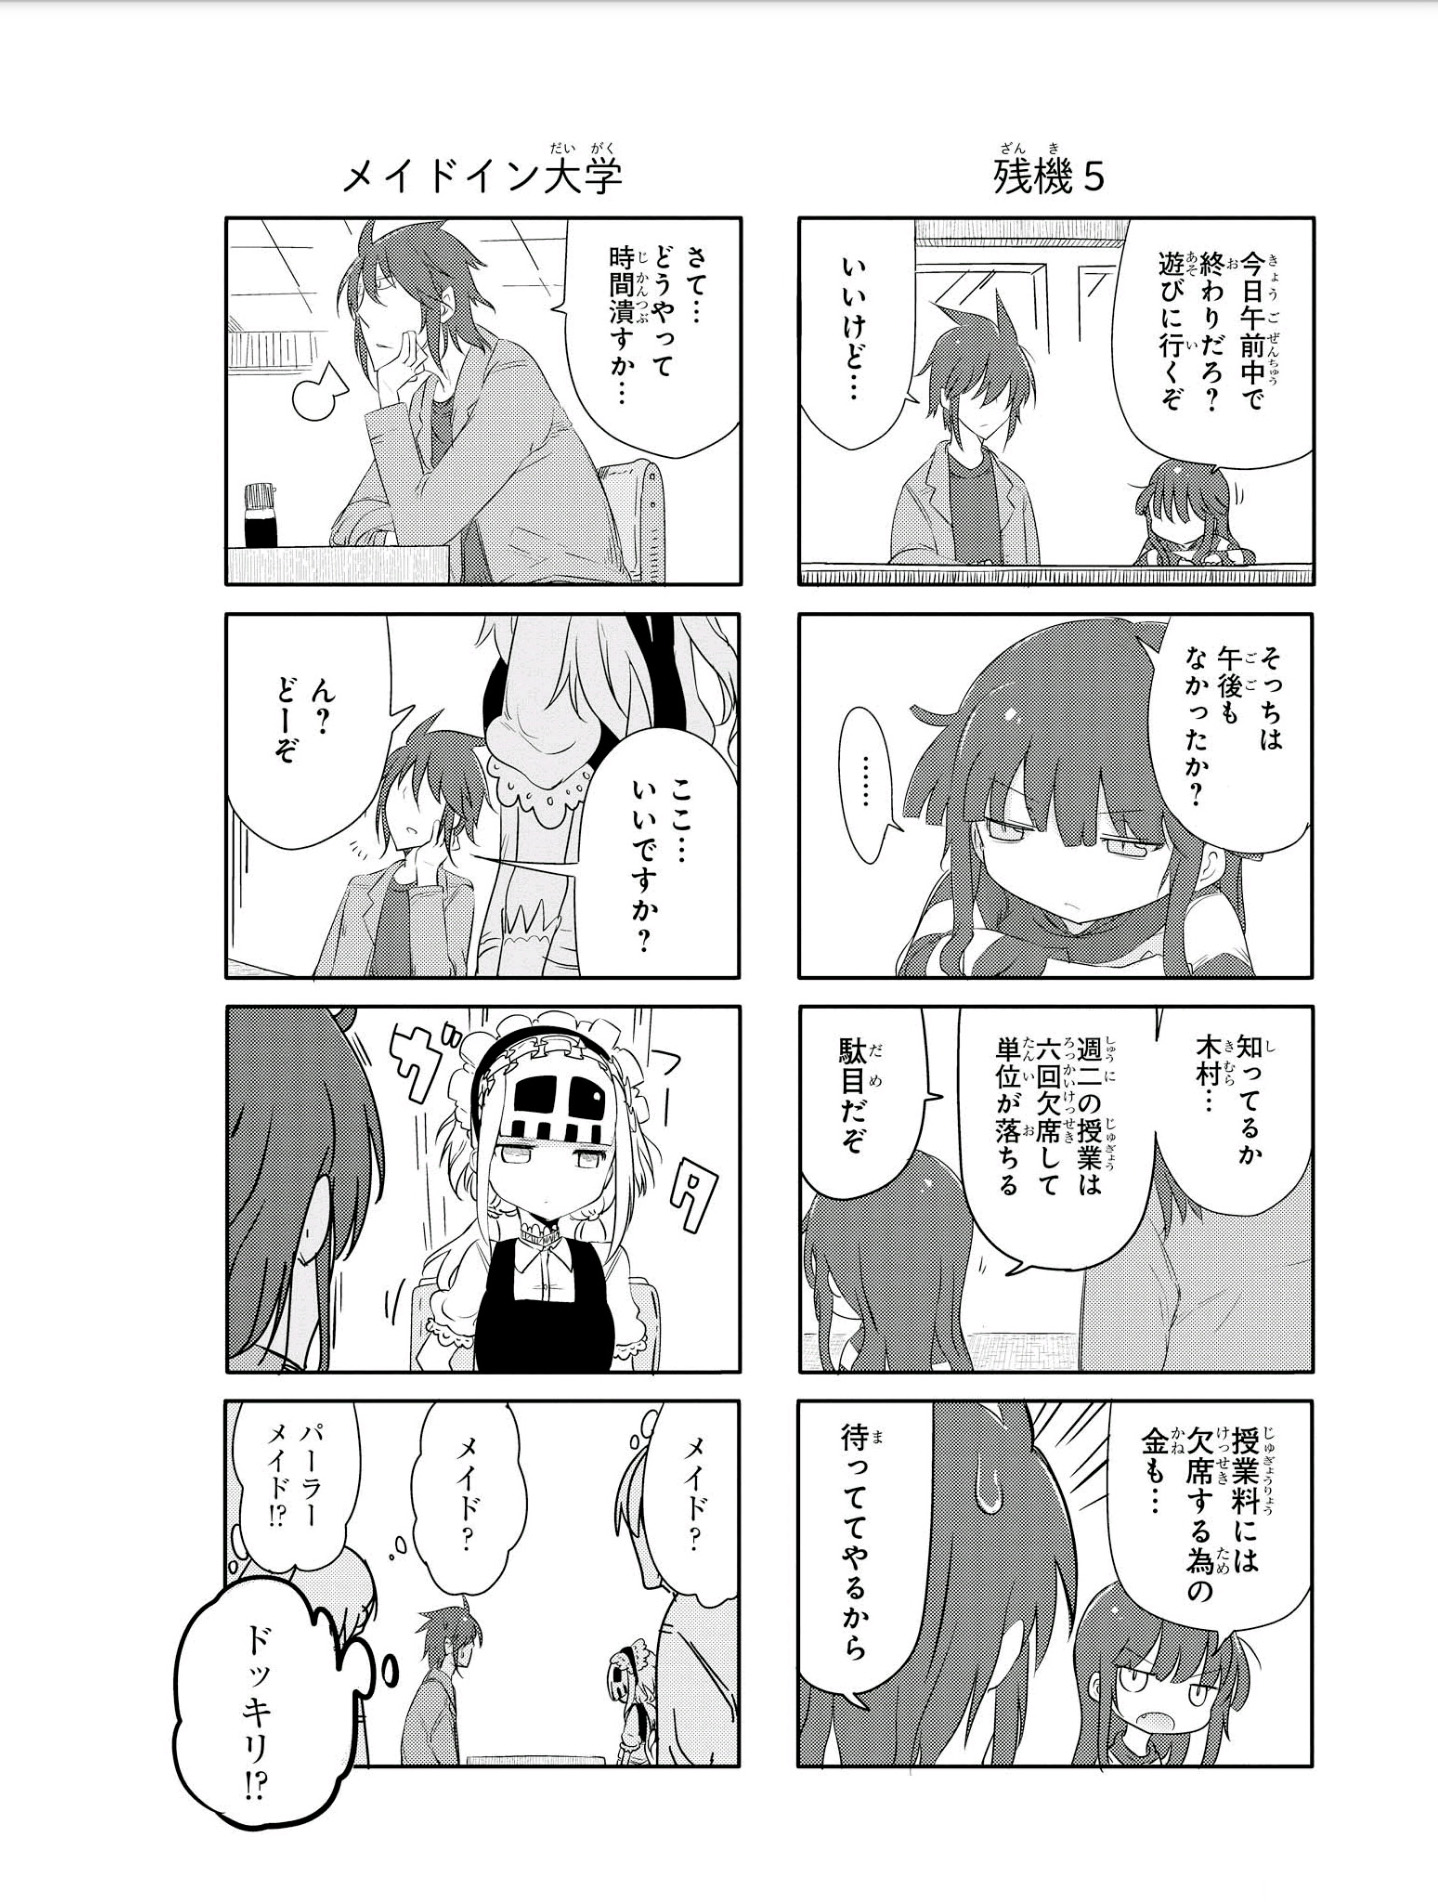 残機５
今日午前中で
終わりだろ？
遊びに行くぞ
いいけど…
そっちは
午後も
なかったか？
……
知ってるか
木村…
週二の授業は
六回欠席して
単位が落ちる
駄目だぞ
授業料には
欠席する為の
金も…
待っててやるから
メイドイン大学
さて…
どうやって
時間潰すか…
ここ…
いいですか？
ん？
どーぞ
ガタッ
メイド？
メイド？
パーラー
メイド!?
ドッキリ!?